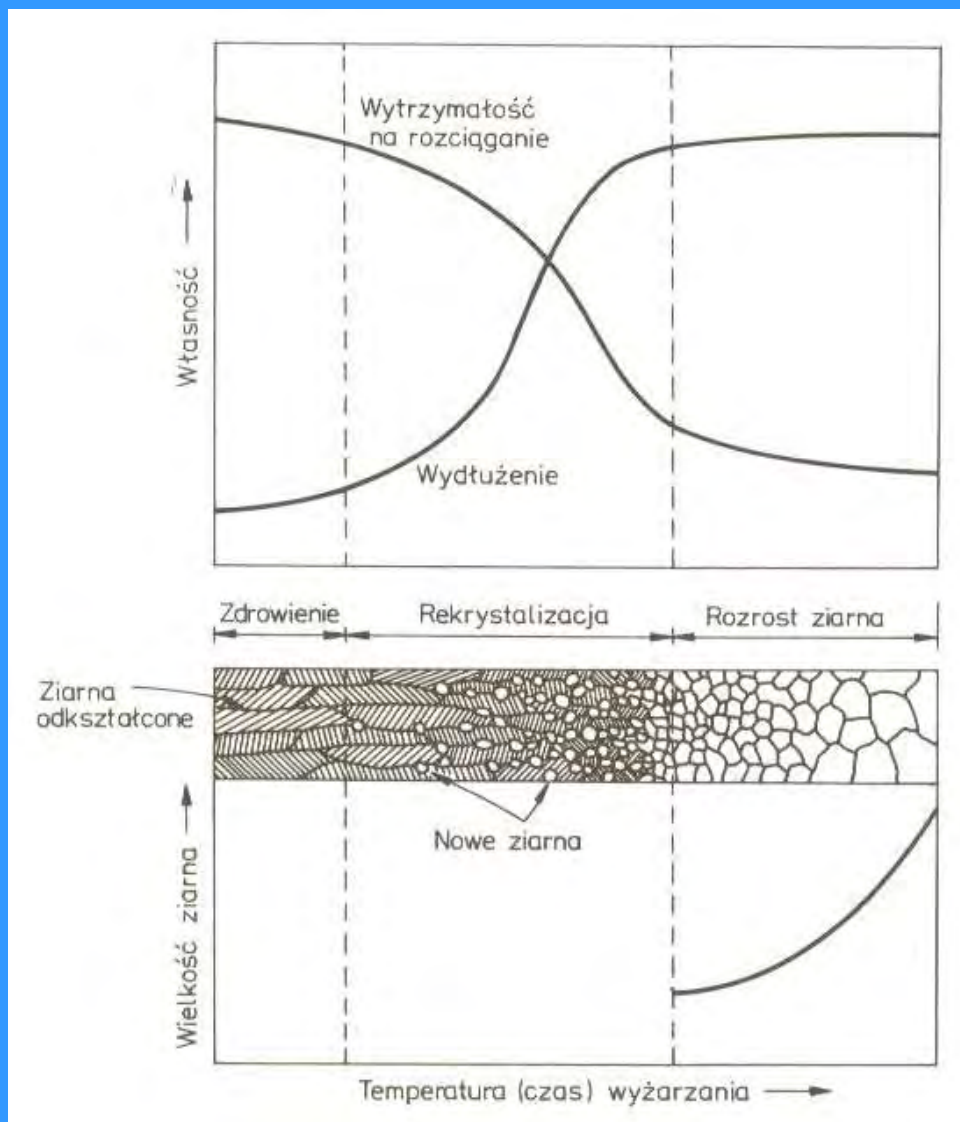 Wytrzymałość
na rozciąganie
Własność
Wydłużenie
Zdrowienie
Rekrystalizacja
Rozrost ziarna
Ziarna
odkształcone
Nowe ziarna
Wielkość ziarna
Temperatura (czas) wyżarzania